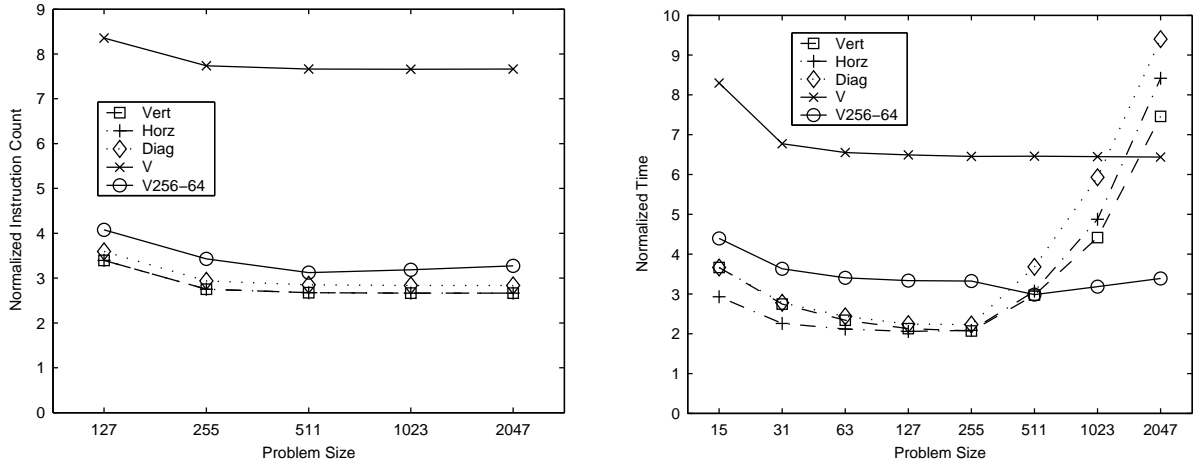 9
8
7
6
5
4
3
2
1
0
Normalized Instruction Count
Vert
Horz
Diag
V
V256−64
127 255 511 1023 2047
Problem Size
10
9
8
7
6
5
4
3
2
1
0
Normalized Time
Vert
Horz
Diag
V
V256−64
15 31 63 127 255 511 1023 2047
Problem Size